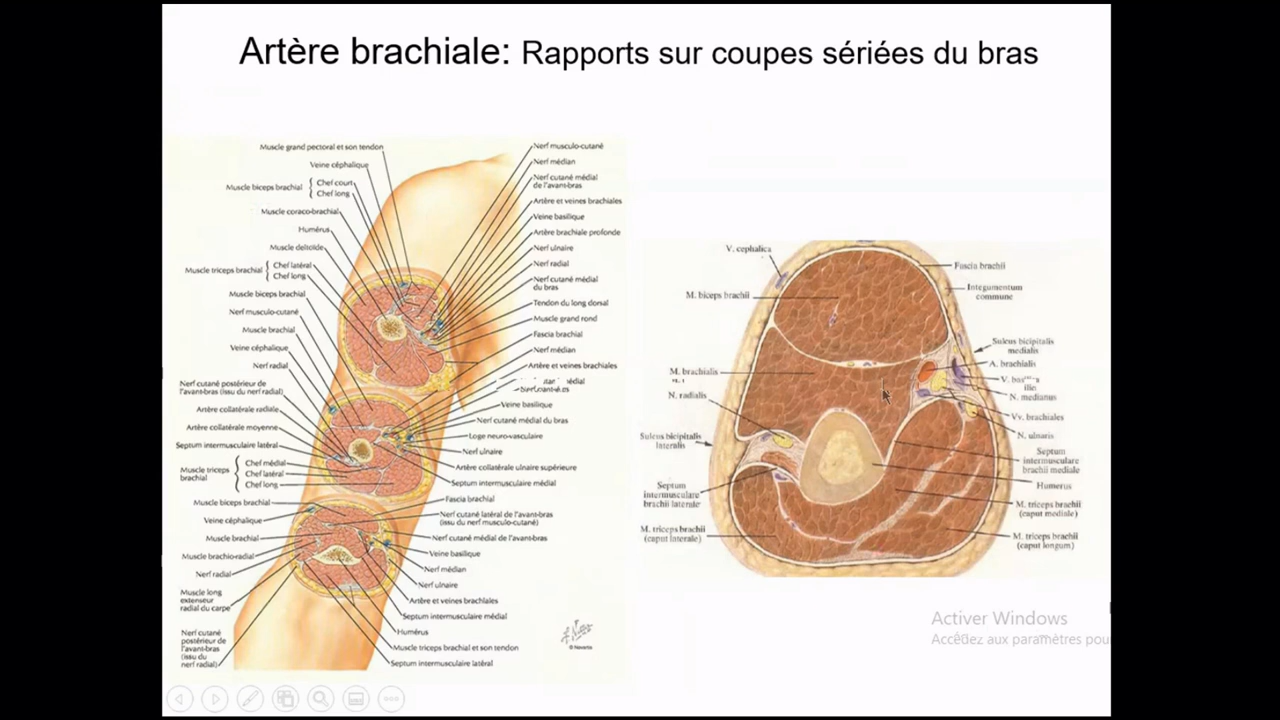 Artère brachiale: Rapports sur coupes sériées du bras
Muscle grand pectoral et son tendon
Veine céphalique
Muscle biceps brachial
Chef court
Chef long
Muscle coraco-brachial
Humérus
Muscle deltoïde
Muscle triceps brachial
Chef latéral
Chef long
Muscle biceps brachial
Nerf musculo-cutané
Muscle brachial
Veine céphalique
Nerf radial
Nerf cutané postérieur de
l'avant-bras (issu du nerf radial)
Artère collatérale radiale
Artère collatérale moyenne
Septum intermusculaire latéral
Muscle triceps
brachial
Chef médial
Chef latéral
Chef long
Muscle biceps brachial
Veine céphalique
Muscle brachial
Muscle brachio-radial
Nerf radial
Muscle long
extenseur
radial du carpe
Nerf cutané
postérieur de
l'avant-bras
(issu du
nerf radial)
Nerf musculo-cutané
Nerf médian
Nerf cutané médial
de l'avant-bras
Artère et veines brachiales
Veine basilique
Artère brachiale profonde
Nerf ulnaire
Nerf radial
Nerf cutané médial
du bras
Tendon du long dorsal
Muscle grand rond
Fascia brachial
Nerf médian
Artère et veines brachiales
Veine basilique
Nerf cutané médial du bras
Loge neuro-vasculaire
Nerf ulnaire
Artère collatérale ulnaire supérieure
Septum intermusculaire médial
Fascia brachial
Nerf cutané latéral de l'avant-bras
(issu du nerf musculo-cutané)
Nerf cutané médial de l'avant-bras
Veine basilique
Nerf médian
Nerf ulnaire
Artère et veines brachiales
Septum intermusculaire médial
Humérus
Muscle triceps brachial et son tendon
Septum intermusculaire latéral
© Novartis
V. cephalica
M. biceps brachii
M. brachialis
N. radialis
Sulcus bicipitalis
lateralis
Septum
intermusculare
brachii laterale
M. triceps brachii
(caput laterale)
Fascia brachii
Integumentum
commune
Sulcus bicipitalis
medialis
A. brachialis
N. medianus
Vv. brachiales
N. ulnaris
Septum
intermusculare
brachii mediale
Humerus
M. triceps brachii
(caput mediale)
M. triceps brachii
(caput longum)
Activer Windows
Accédez aux paramètres pou